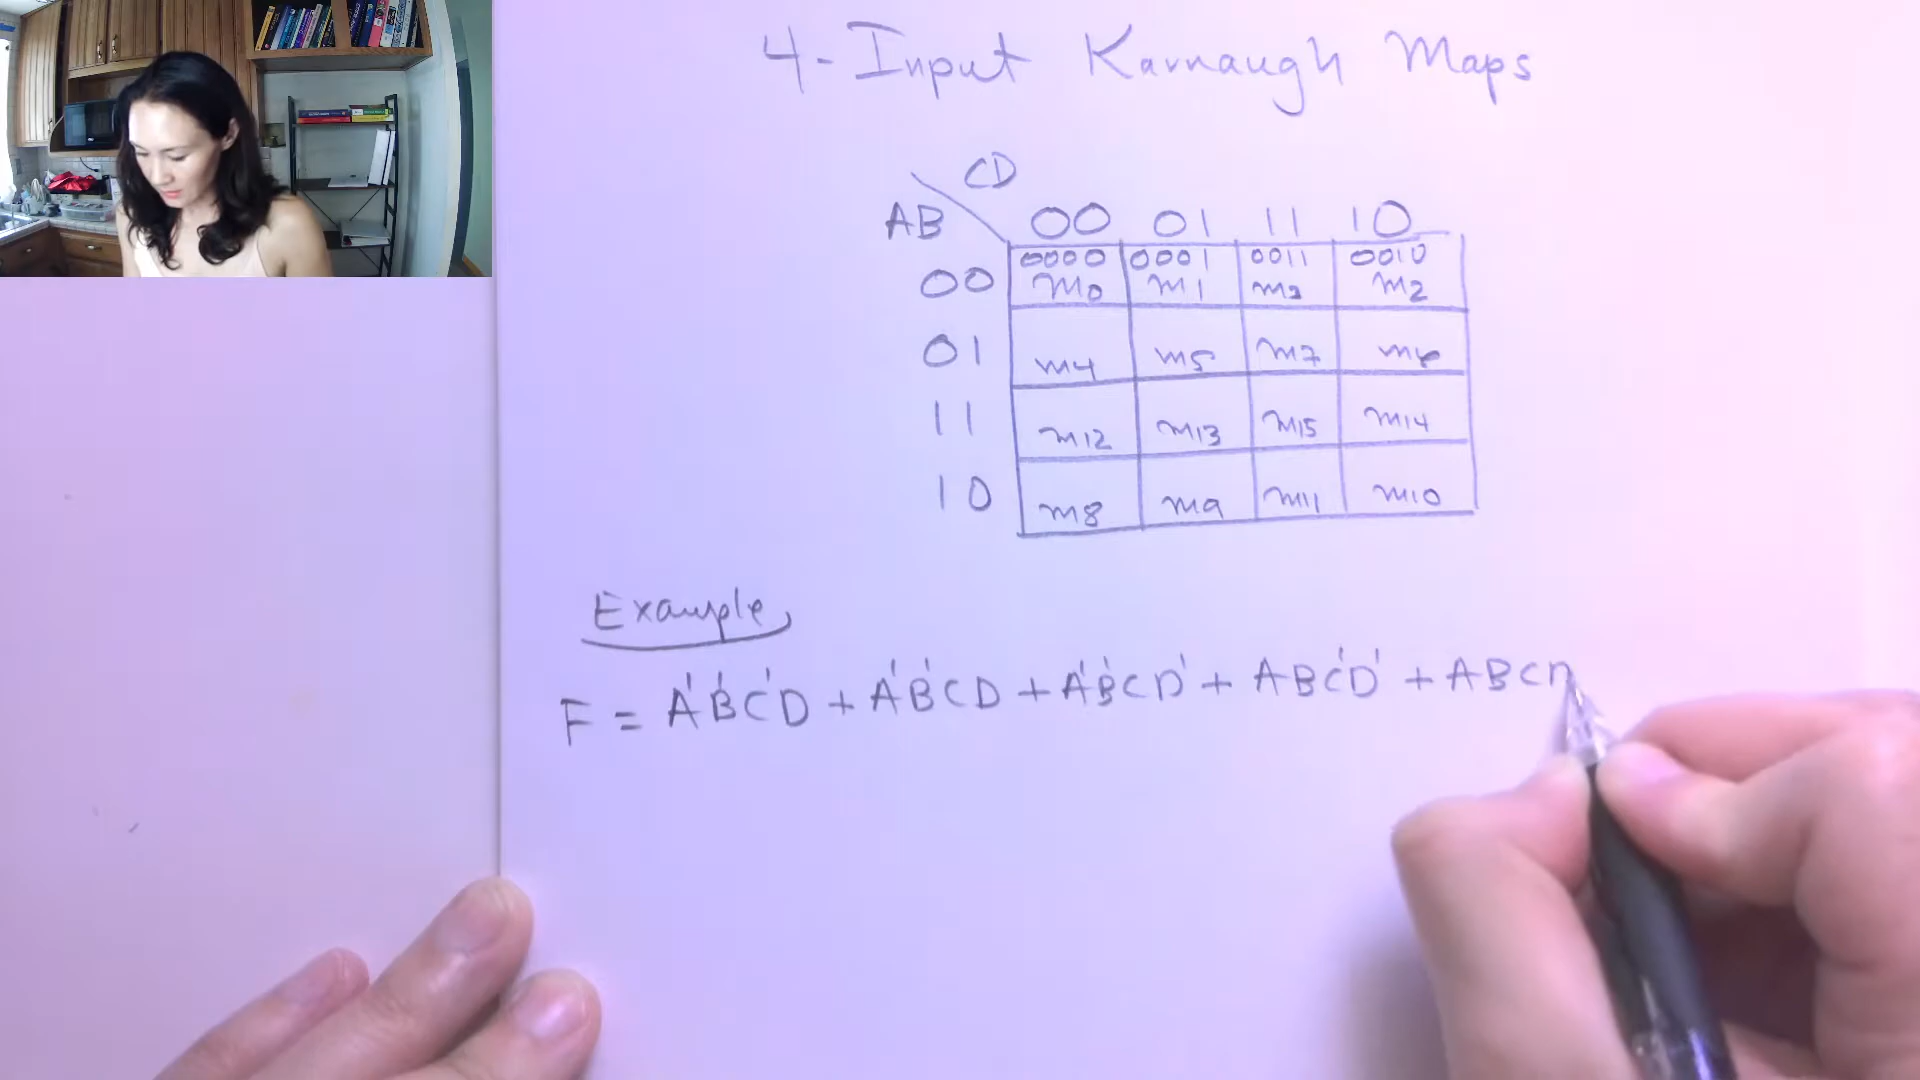 4-Input Karnaugh Maps
CD
AB 00 01 11 10
0000 0001 0011 0010
00 m0 m1 m3 m2
01 m4 m5 m7 m6
11 m12 m13 m15 m14
10 m8 m9 m11 m10
Example
F = A'B'C'D + A'B'CD + A'B'CD' + ABC'D' + ABCD